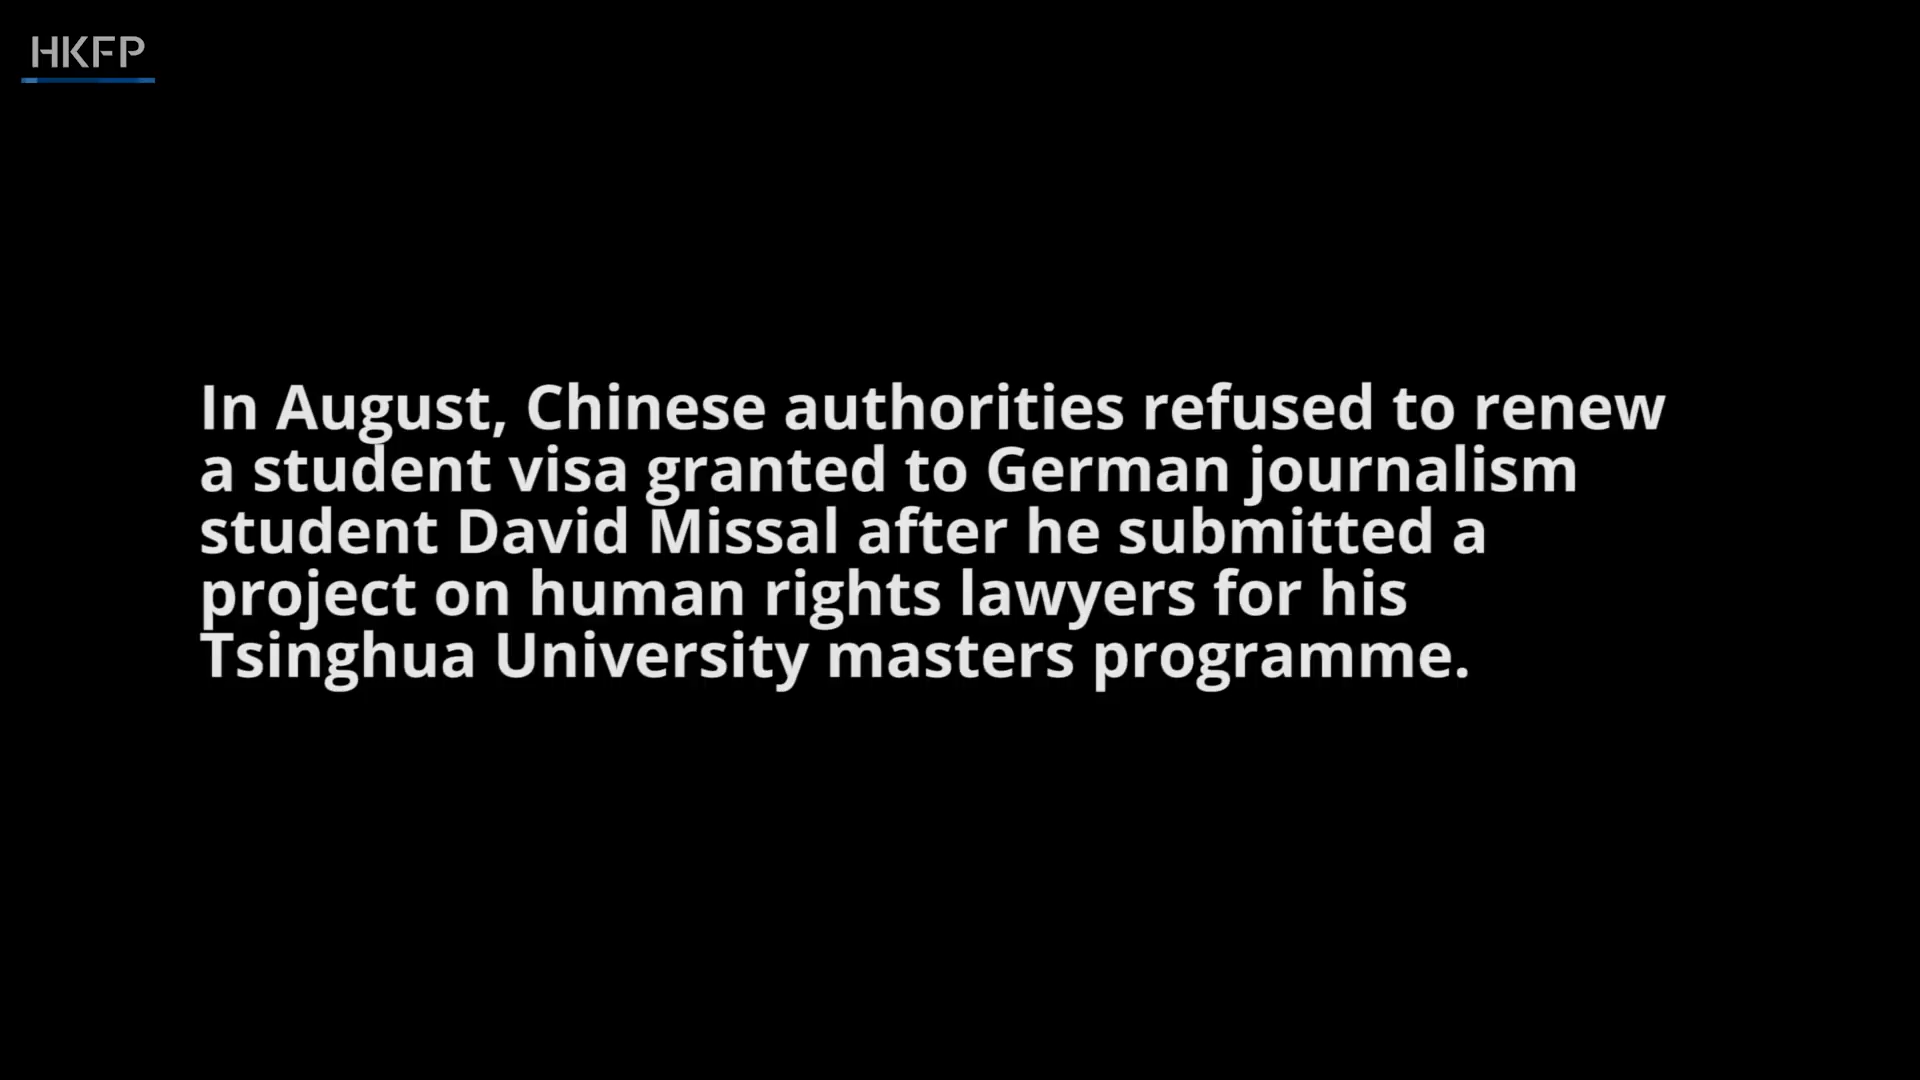 HKFP
In August, Chinese authorities refused to renew
a student visa granted to German journalism
student David Missal after he submitted a
project on human rights lawyers for his
Tsinghua University masters programme.